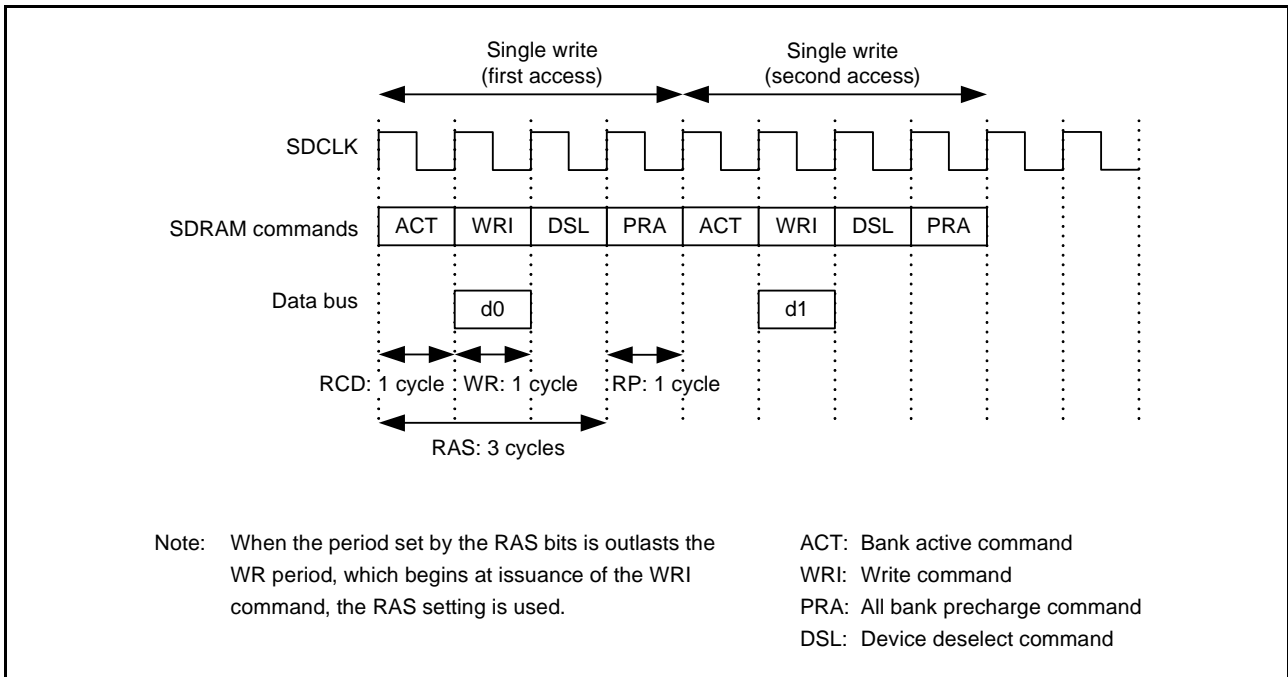 Single write
(first access)
Single write
(second access)
SDCLK
SDRAM commands
ACT WRI DSL PRA ACT WRI DSL PRA
Data bus
d0 d1
RCD: 1 cycle WR: 1 cycle RP: 1 cycle
RAS: 3 cycles
Note: When the period set by the RAS bits is outlasts the
WR period, which begins at issuance of the WRI
command, the RAS setting is used.
ACT: Bank active command
WRI: Write command
PRA: All bank precharge command
DSL: Device deselect command